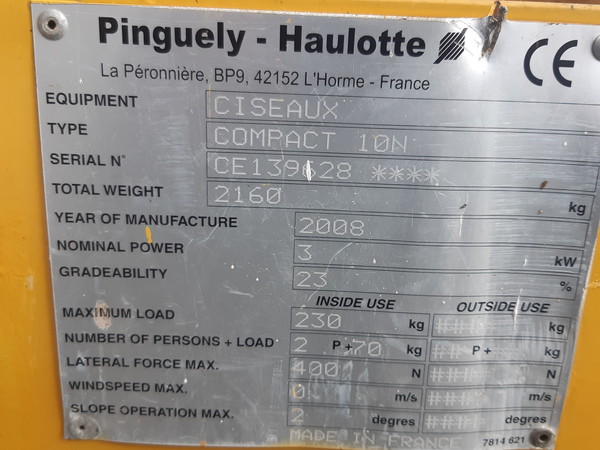 Pinguely - Haulotte
CE
La Péronnière, BP9, 42152 L'Horme - France
EQUIPMENT CISEAUX
TYPE COMPACT 10N
SERIAL N° ****
TOTAL WEIGHT 2160 kg
YEAR OF MANUFACTURE 2008
NOMINAL POWER 3 kW
GRADEABILITY 23 %
INSIDE USE OUTSIDE USE
MAXIMUM LOAD 230 kg kg
NUMBER OF PERSONS + LOAD 2 P + 70 kg P + kg
LATERAL FORCE MAX. 400 N N
WINDSPEED MAX. 0 m/s m/s
SLOPE OPERATION MAX. 2 degres degres
MADE IN FRANCE 7814 621